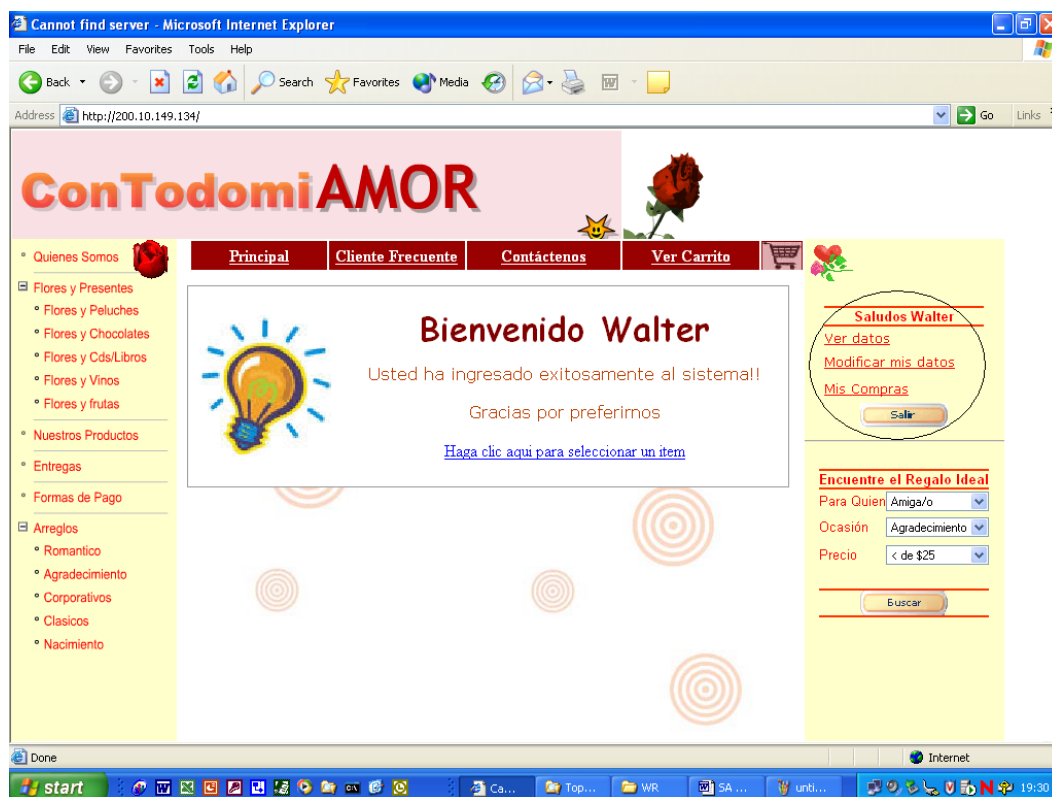 Cannot find server - Microsoft Internet Explorer
File Edit View Favorites Tools Help
Back Search Favorites Media
Address http://200.10.149.134/ Go Links
ConTodomiAMOR
Principal Cliente Frecuente Contáctenos Ver Carrito
Quienes Somos
Flores y Presentes
Flores y Peluches
Flores y Chocolates
Flores y Cds/Libros
Flores y Vinos
Flores y frutas
Nuestros Productos
Entregas
Formas de Pago
Arreglos
Romantico
Agradecimiento
Corporativos
Clasicos
Nacimiento
Bienvenido Walter
Usted ha ingresado exitosamente al sistema!!
Gracias por preferirnos
Haga clic aqui para seleccionar un item
Saludos Walter
Ver datos
Modificar mis datos
Mis Compras
Salir
Encuentre el Regalo Ideal
Para Quien Amiga/o
Ocasión Agradecimiento
Precio < de $25
Buscar
Done Internet
start Ca... Top... WR SA ... unti... 19:30